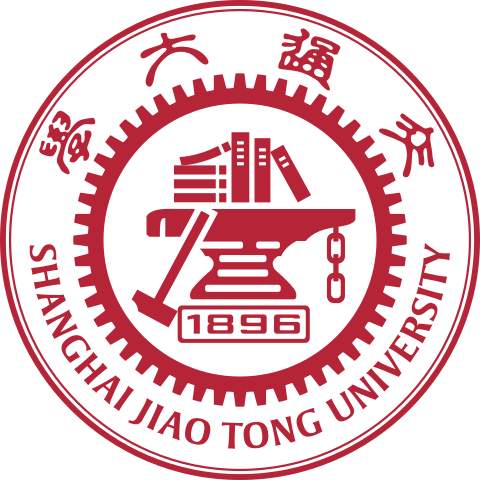 交通大學
1896
SHANGHAI JIAO TONG UNIVERSITY